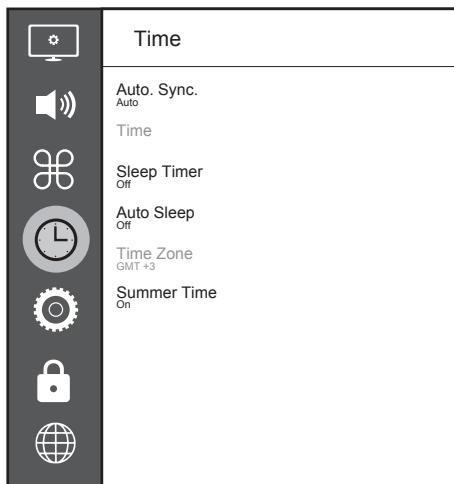 Time
Auto. Sync.
Auto
Time
Sleep Timer
Off
Auto Sleep
Off
Time Zone
GMT +3
Summer Time
On